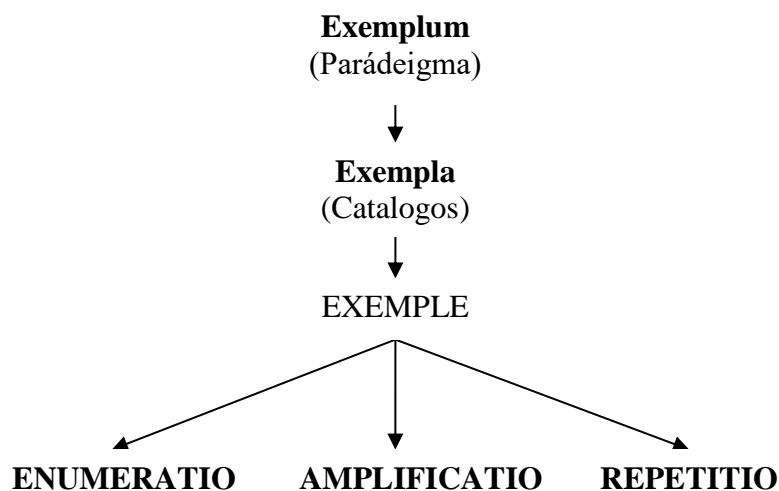 Exemplum
(Parádeigma)
Exempla
(Catalogos)
EXEMPLE
ENUMERATIO AMPLIFICATIO REPETITIO